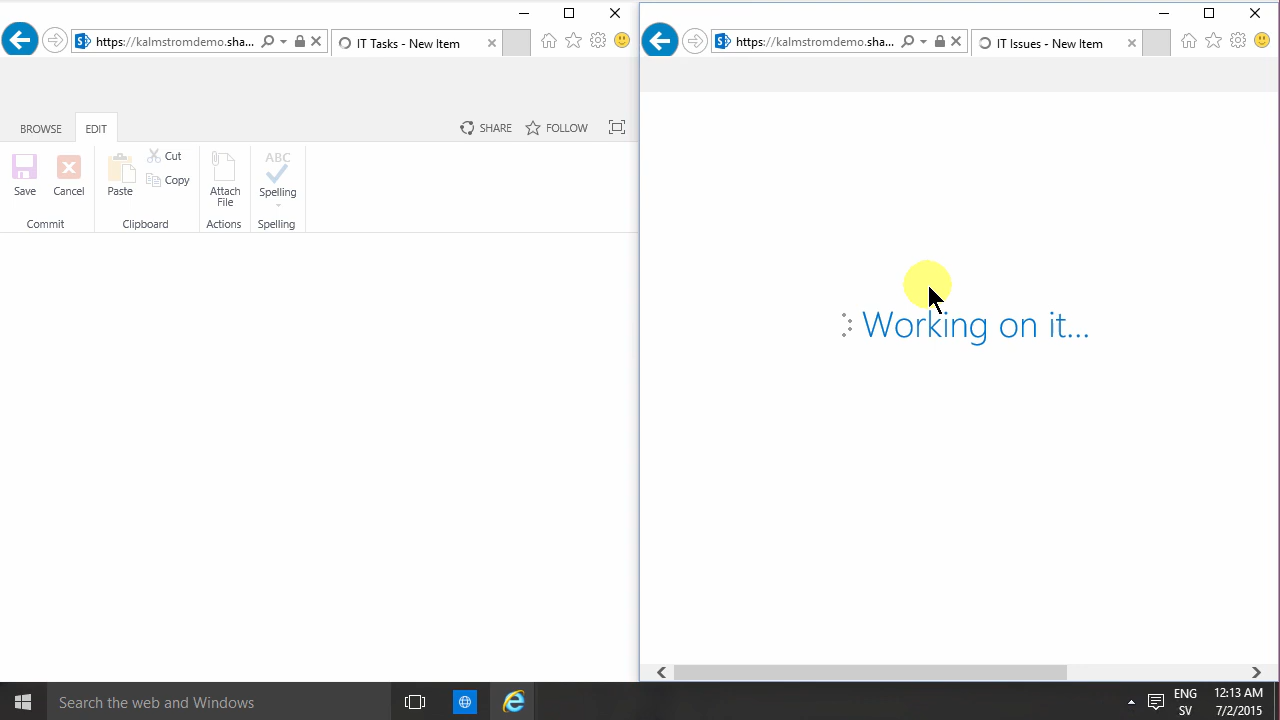 https://kalmstromdemo.sha...
IT Tasks - New Item
BROWSE
EDIT
SHARE
FOLLOW
Save
Cancel
Commit
Paste
Cut
Copy
Clipboard
Attach
File
Actions
ABC
Spelling
Spelling
https://kalmstromdemo.sha...
IT Issues - New Item
Working on it...
Search the web and Windows
ENG
SV
12:13 AM
7/2/2015